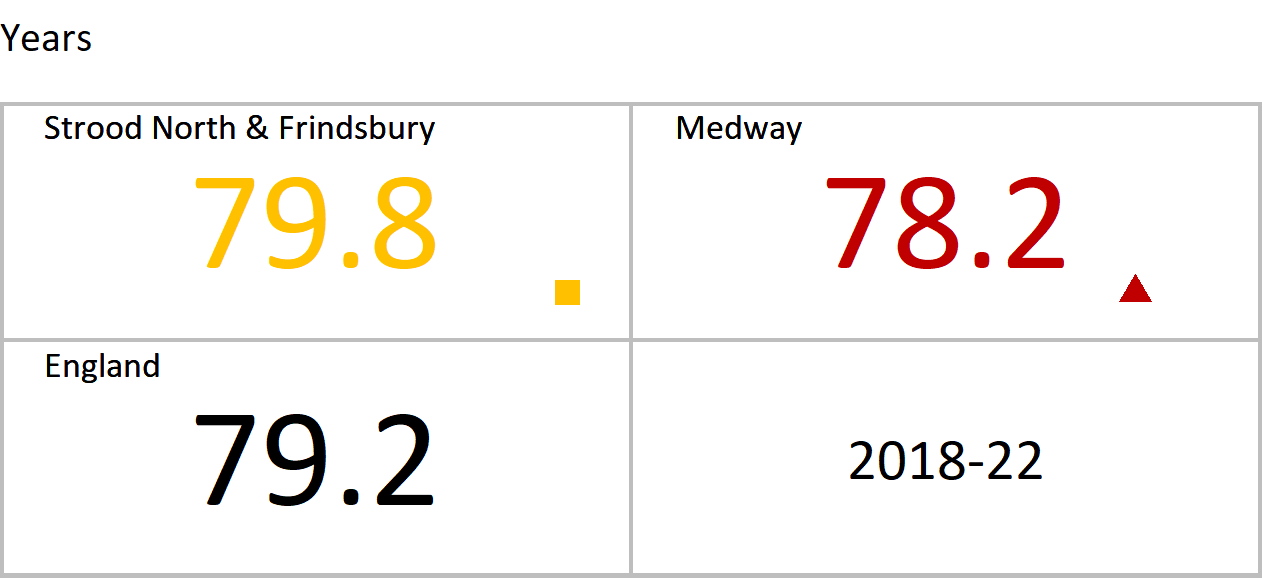 Years
Strood North & Frindsbury
79.8
Medway
78.2
England
79.2
2018-22